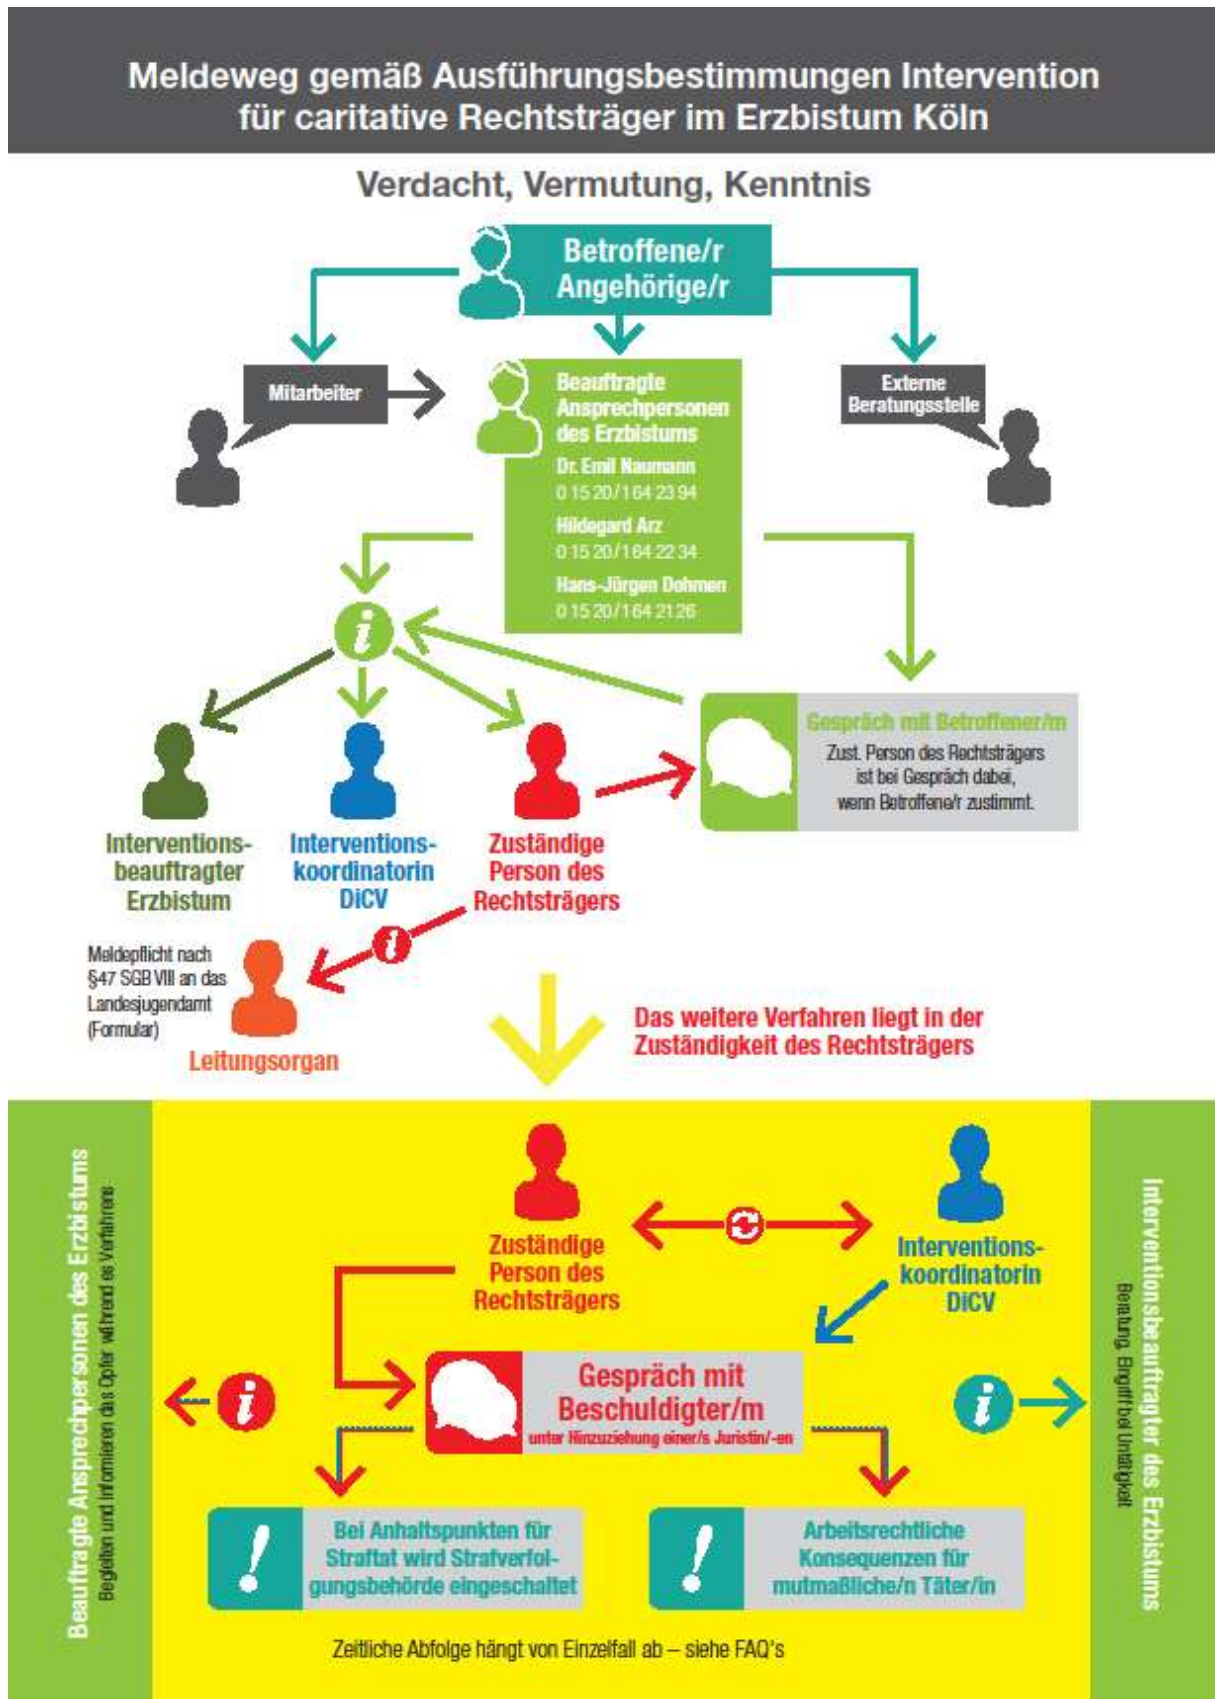 Meldeweg gemäß Ausführungsbestimmungen Intervention
für caritative Rechtsträger im Erzbistum Köln
Verdacht, Vermutung, Kenntnis
Betroffene/r
Angehörige/r
Mitarbeiter
Beauftragte
Ansprechpersonen
des Erzbistums
Dr. Emil Naumann
0 15 20/1 64 23 94
Hildegard Arz
0 15 20/1 64 22 34
Hans-Jürgen Dohmen
0 15 20/1 64 21 26
Externe
Beratungsstelle
i
Gespräch mit Betroffener/m
Zust. Person des Rechtsträgers
ist bei Gespräch dabei,
wenn Betroffene/r zustimmt.
Interventions-
beauftragter
Erzbistum
Interventions-
koordinatorin
DiCV
Zuständige
Person des
Rechtsträgers
i
Meldepflicht nach
§47 SGB VIII an das
Landesjugendamt
(Formular)
Leitungsorgan
Das weitere Verfahren liegt in der
Zuständigkeit des Rechtsträgers
Beauftragte Ansprechpersonen des Erzbistums
Begleiten und informieren das Opfer während es Verfahrens
Zuständige
Person des
Rechtsträgers
Interventions-
koordinatorin
DiCV
i
Gespräch mit
Beschuldigter/m
unter Hinzuziehung einer/s Juristin/-en
i
! Bei Anhaltspunkten für
Straftat wird Strafverfol-
gungsbehörde eingeschaltet
! Arbeitsrechtliche
Konsequenzen für
mutmaßliche/n Täter/in
Zeitliche Abfolge hängt von Einzelfall ab – siehe FAQ's
Interventionsbeauftragter des Erzbistums
Beratung, Eingriff bei Untätigkeit